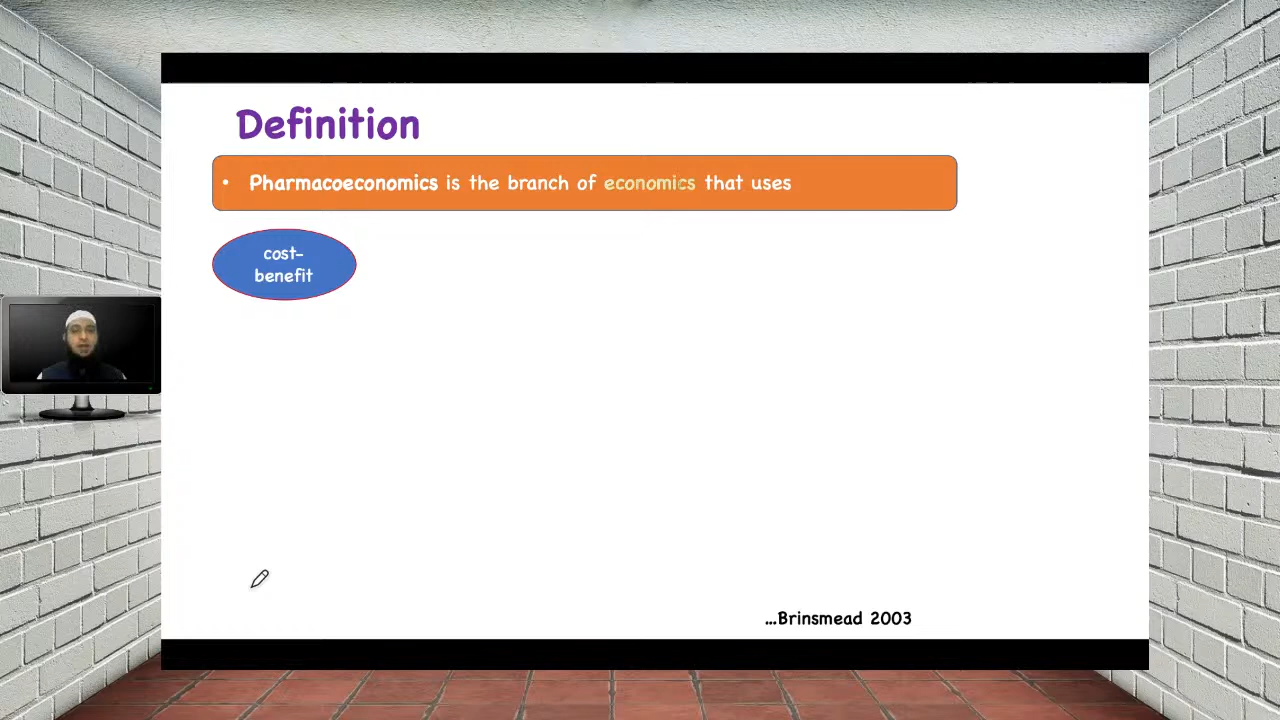 Definition
• Pharmacoeconomics is the branch of economics that uses
cost-
benefit
...Brinsmead 2003